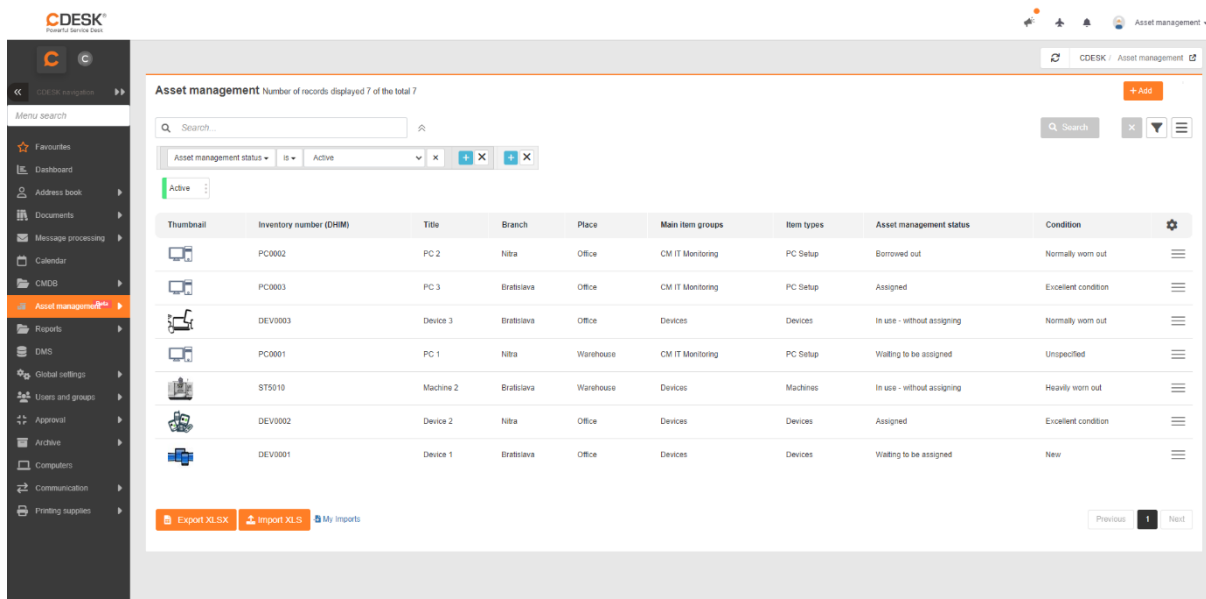 CDESK®
Powerful Service Desk
Asset management
C C
CDESK navigation
CDESK / Asset management
Menu search
Asset management Number of records displayed 7 of the total 7
+ Add
Search...
Search
Favourites
Asset management status is Active
Dashboard
Address book
Active
Documents
Message processing
Calendar
CMDB
Asset management Beta
Reports
DMS
Global settings
Users and groups
Approval
Archive
Computers
Communication
Printing supplies
Thumbnail Inventory number (DHIM) Title Branch Place Main item groups Item types Asset management status Condition
PC0002 PC 2 Nitra Office CM IT Monitoring PC Setup Borrowed out Normally worn out
PC0003 PC 3 Bratislava Office CM IT Monitoring PC Setup Assigned Excellent condition
DEV0003 Device 3 Bratislava Office Devices Devices In use - without assigning Normally worn out
PC0001 PC 1 Nitra Warehouse CM IT Monitoring PC Setup Waiting to be assigned Unspecified
ST5010 Machine 2 Bratislava Warehouse Devices Machines In use - without assigning Heavily worn out
DEV0002 Device 2 Nitra Office Devices Devices Assigned Excellent condition
DEV0001 Device 1 Bratislava Office Devices Devices Waiting to be assigned New
Export XLSX Import XLS My Imports
Previous 1 Next